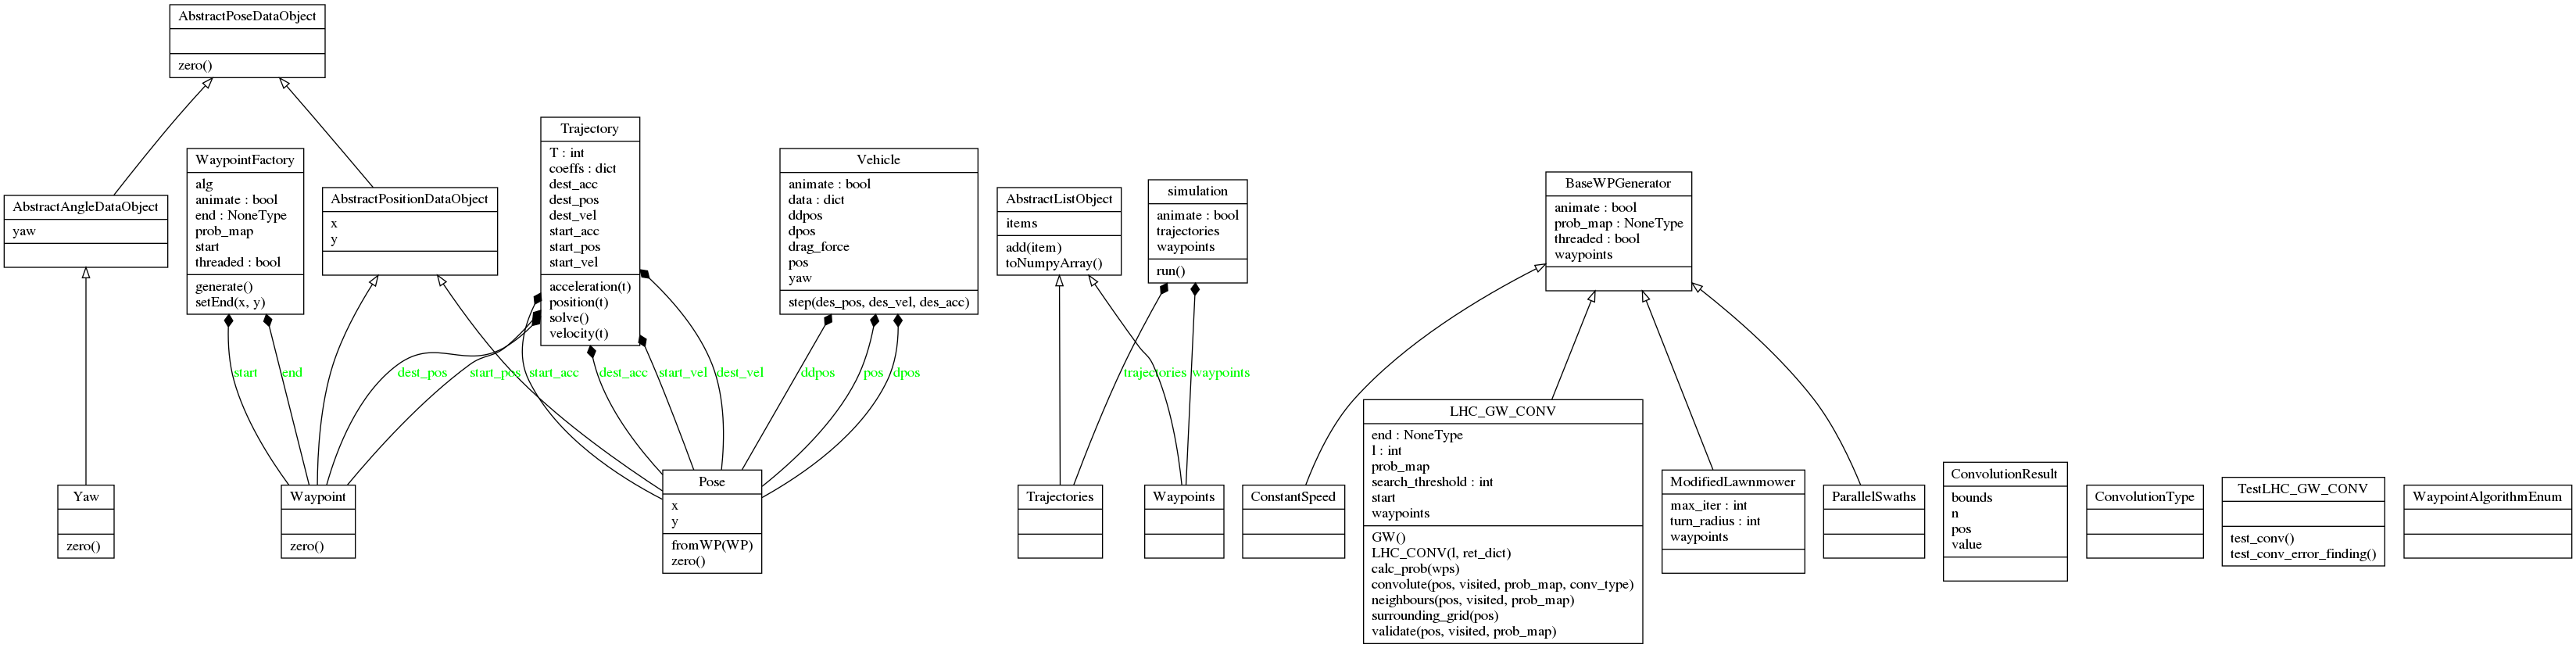 AbstractPoseDataObject
zero()
AbstractAngleDataObject
yaw
WaypointFactory
alg
animate : bool
end : NoneType
prob_map
start
threaded : bool
generate()
setEnd(x, y)
AbstractPositionDataObject
x
y
Trajectory
T : int
coeffs : dict
dest_acc
dest_pos
dest_vel
start_acc
start_pos
start_vel
acceleration(t)
position(t)
solve()
velocity(t)
Vehicle
animate : bool
data : dict
ddpos
dpos
drag_force
pos
yaw
step(des_pos, des_vel, des_acc)
AbstractListObject
items
add(item)
toNumpyArray()
simulation
animate : bool
trajectories
waypoints
run()
BaseWPGenerator
animate : bool
prob_map : NoneType
threaded : bool
waypoints
start
end
dest_pos
start_pos
start_acc
dest_acc
start_vel
dest_vel
ddpos
pos
dpos
trajectories
waypoints
Yaw
zero()
Waypoint
zero()
Pose
x
y
fromWP(WP)
zero()
Trajectories
Waypoints
ConstantSpeed
LHC_GW_CONV
end : NoneType
l : int
prob_map
search_threshold : int
start
waypoints
GW()
LHC_CONV(l, ret_dict)
calc_prob(wps)
convolute(pos, visited, prob_map, conv_type)
neighbours(pos, visited, prob_map)
surrounding_grid(pos)
validate(pos, visited, prob_map)
ModifiedLawnmower
max_iter : int
turn_radius : int
waypoints
ParallelSwaths
ConvolutionResult
bounds
n
pos
value
ConvolutionType
TestLHC_GW_CONV
test_conv()
test_conv_error_finding()
WaypointAlgorithmEnum